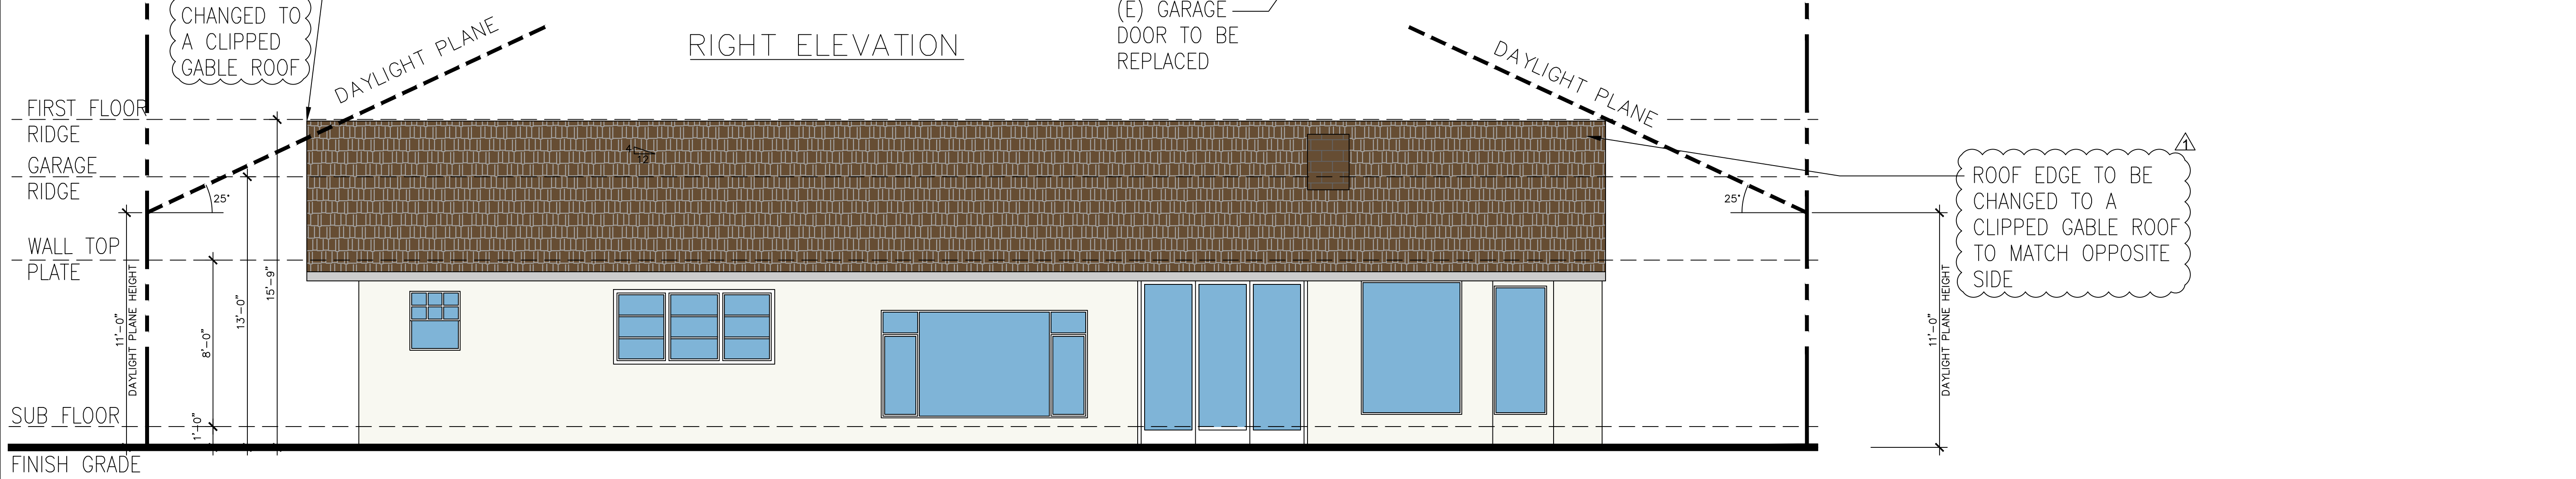 CHANGED TO
A CLIPPED
GABLE ROOF
DAYLIGHT PLANE
RIGHT ELEVATION
(E) GARAGE
DOOR TO BE
REPLACED
DAYLIGHT PLANE
FIRST FLOOR
RIDGE
GARAGE
RIDGE
WALL TOP
PLATE
SUB FLOOR
FINISH GRADE
25°
11'-0"
DAYLIGHT PLANE HEIGHT
1'-0"
8'-0"
13'-0"
15'-9"
4
12
25°
11'-0"
DAYLIGHT PLANE HEIGHT
1
ROOF EDGE TO BE
CHANGED TO A
CLIPPED GABLE ROOF
TO MATCH OPPOSITE
SIDE